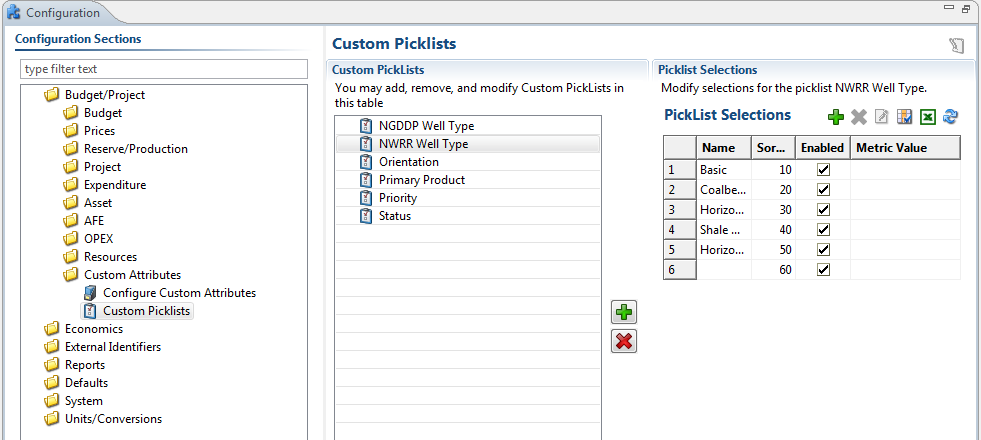 Configuration
Configuration Sections
type filter text
Budget/Project
Budget
Prices
Reserve/Production
Project
Expenditure
Asset
AFE
OPEX
Resources
Custom Attributes
Configure Custom Attributes
Custom Picklists
Economics
External Identifiers
Reports
Defaults
System
Units/Conversions
Custom Picklists
Custom PickLists
You may add, remove, and modify Custom PickLists in
this table
NGDDP Well Type
NWRR Well Type
Orientation
Primary Product
Priority
Status
Picklist Selections
Modify selections for the picklist NWRR Well Type.
PickList Selections
Name Sor... Enabled Metric Value
1 Basic 10
2 Coalbe... 20
3 Horizo... 30
4 Shale ... 40
5 Horizo... 50
6 60